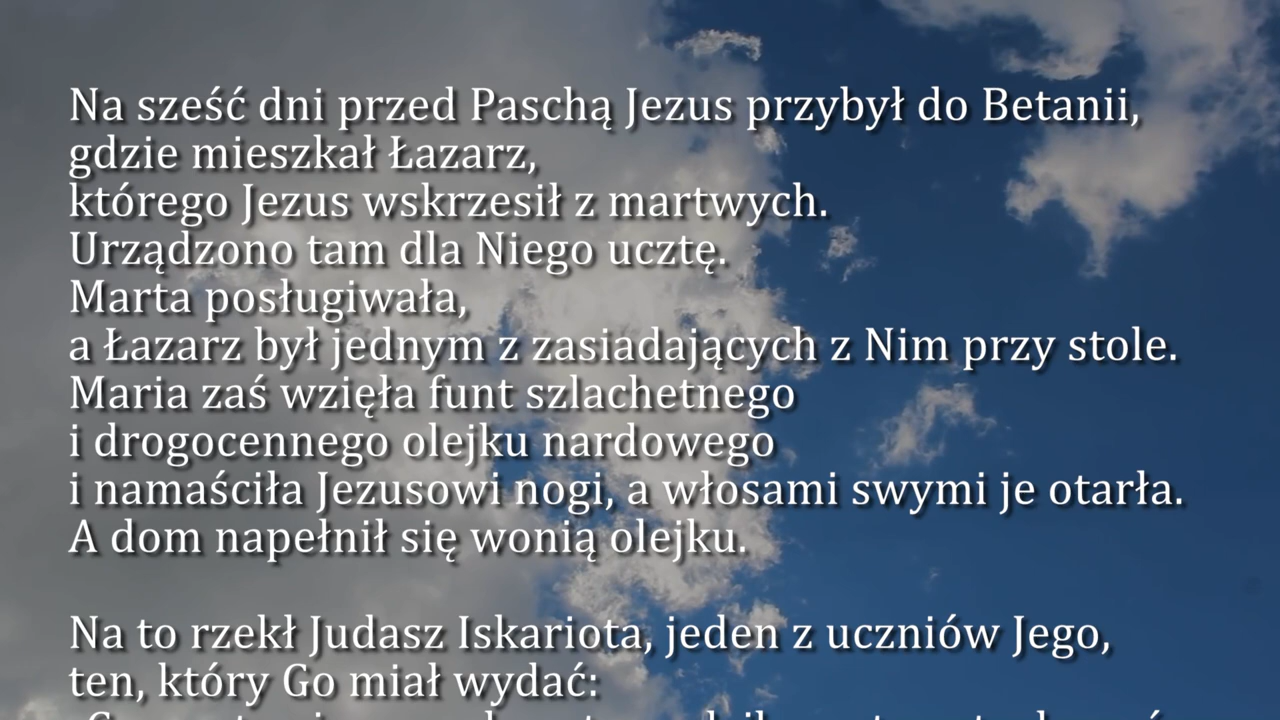 Na sześć dni przed Paschą Jezus przybył do Betanii,
gdzie mieszkał Łazarz,
którego Jezus wskrzesił z martwych.
Urządzono tam dla Niego ucztę.
Marta posługiwała,
a Łazarz był jednym z zasiadających z Nim przy stole.
Maria zaś wzięła funt szlachetnego
i drogocennego olejku nardowego
i namaściła Jezusowi nogi, a włosami swymi je otarła.
A dom napełnił się wonią olejku.
Na to rzekł Judasz Iskariota, jeden z uczniów Jego,
ten, który Go miał wydać: